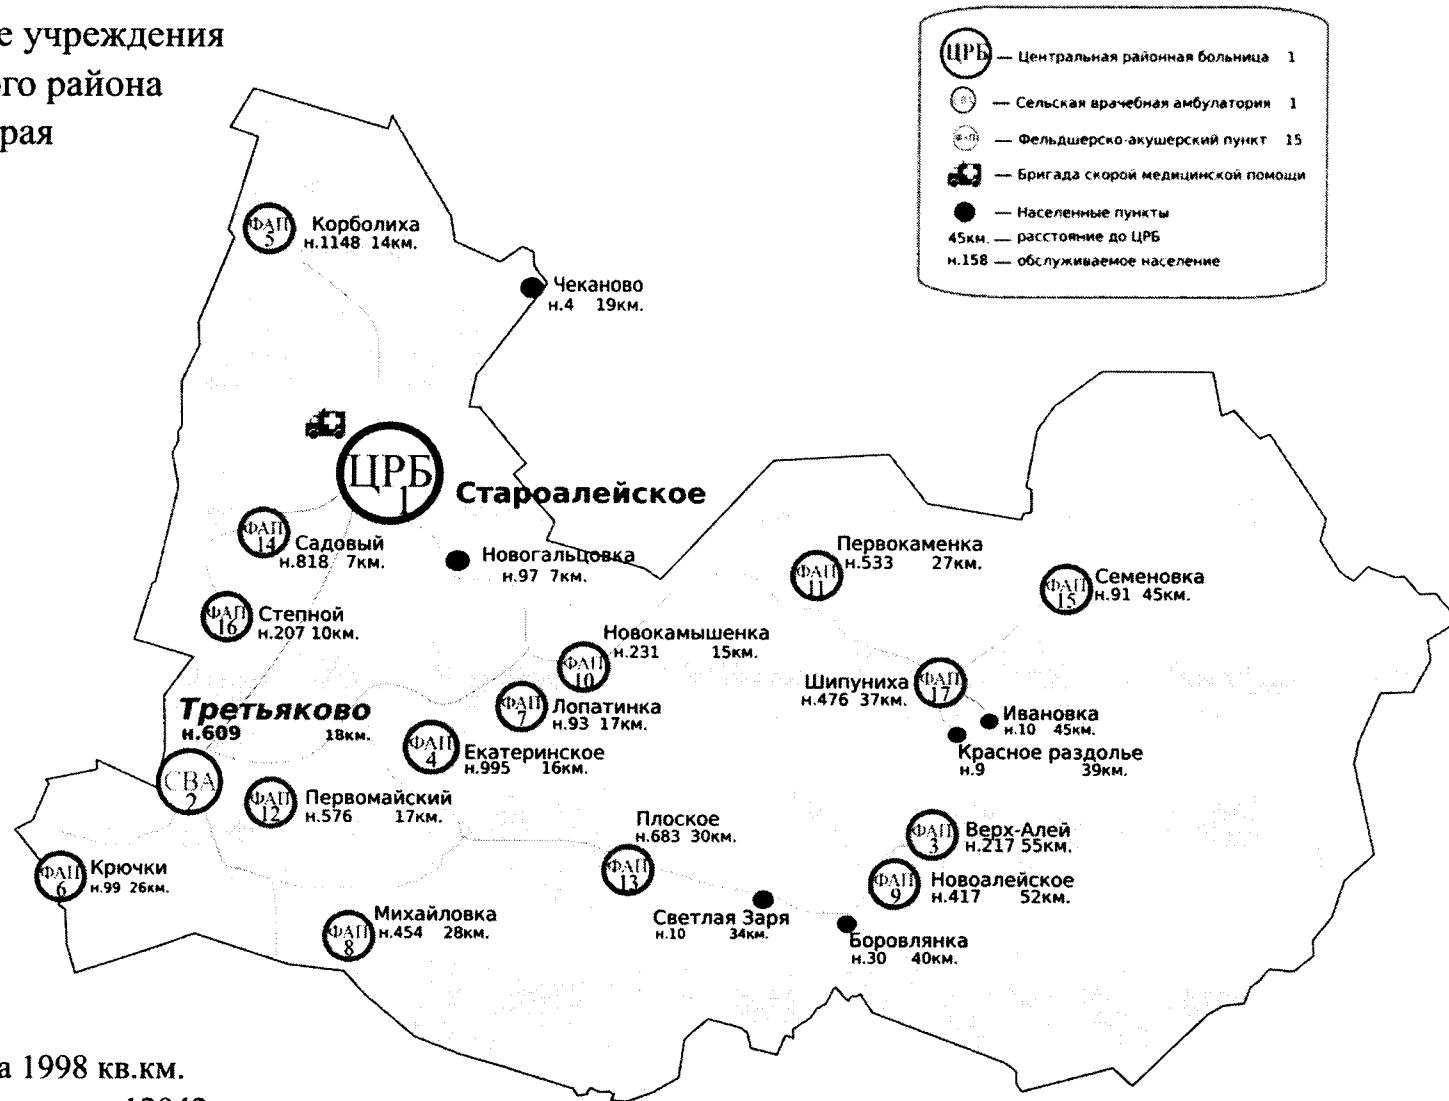 е учреждения
ого района
рая
ЦРБ — Центральная районная больница 1
СВА — Сельская врачебная амбулатория 1
ФАП — Фельдшерско-акушерский пункт 15
— Бригада скорой медицинской помощи
— Населенные пункты
45км. — расстояние до ЦРБ
н.158 — обслуживаемое население
ФАП 5 Корболиха
н.1148 14км.
Чеканово
н.4 19км.
ЦРБ 1
Староалейское
ФАП 14
Садовый
н.818 7км.
Новогальцовка
н.97 7км.
ФАП 11
Первокаменка
н.533 27км.
ФАП 15
Семеновка
н.91 45км.
ФАП 16
Степной
н.207 10км.
ФАП 10
Новокамышенка
н.231 15км.
ФАП 17
Шипуниха
н.476 37км.
Ивановка
н.10 45км.
Красное раздолье
н.9 39км.
Третьяково
н.609 18км.
СВА 2
ФАП 7
Лопатинка
н.93 17км.
ФАП 4
Екатеринское
н.995 16км.
ФАП 12
Первомайский
н.576 17км.
Плоское
н.683 30км.
ФАП 13
ФАП 3
Верх-Алей
н.217 55км.
ФАП 6
Крючки
н.99 26км.
ФАП 9
Новоалейское
н.417 52км.
ФАП 8
Михайловка
н.454 28км.
Светлая Заря
н.10 34км.
Боровлянка
н.30 40км.
а 1998 кв.км.